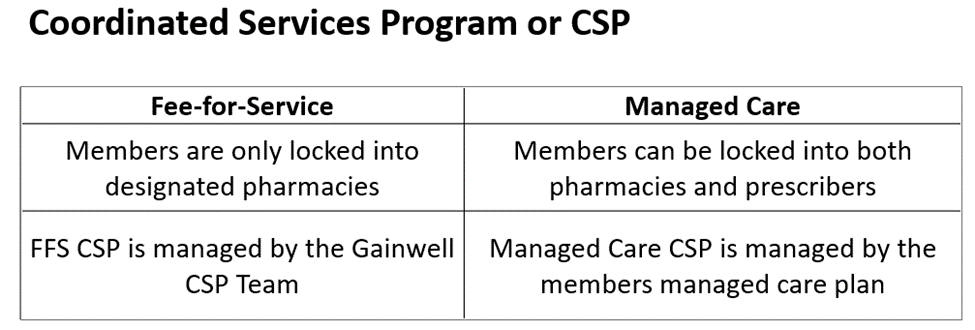 Coordinated Services Program or CSP
Fee-for-Service
Managed Care
Members are only locked into
designated pharmacies
Members can be locked into both
pharmacies and prescribers
FFS CSP is managed by the Gainwell
CSP Team
Managed Care CSP is managed by the
members managed care plan